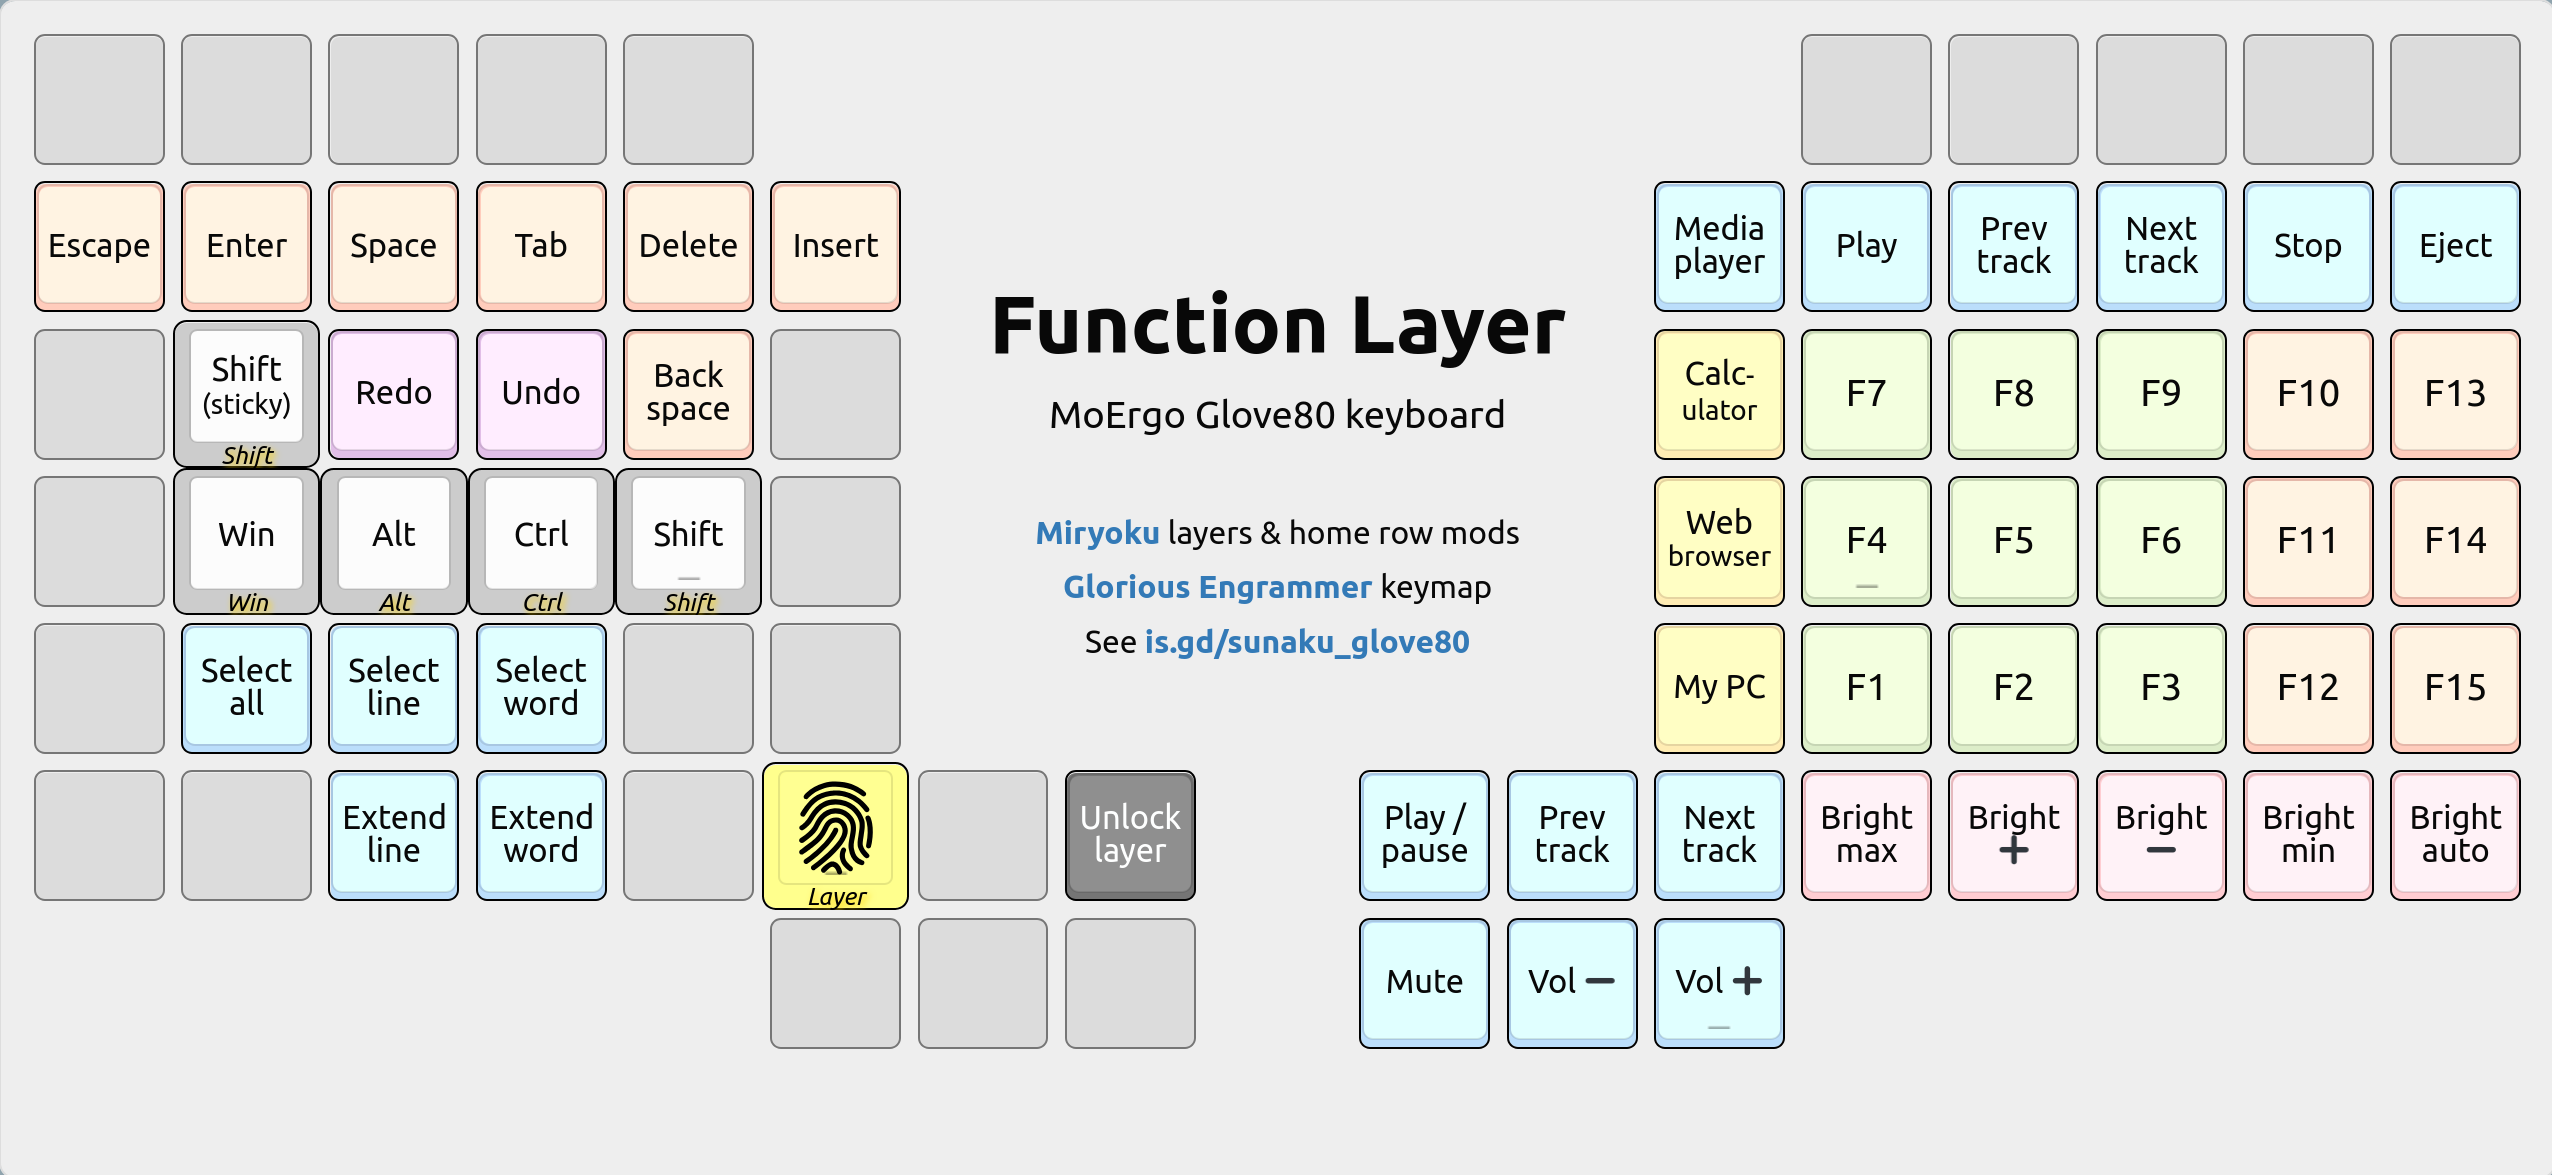 Escape Enter Space Tab Delete Insert
Media player Play Prev track Next track Stop Eject
Function Layer
MoErgo Glove80 keyboard
Miryoku layers & home row mods
Glorious Engrammer keymap
See is.gd/sunaku_glove80
Shift (sticky) Redo Undo Back space
Shift
Calc-ulator F7 F8 F9 F10 F13
Win Alt Ctrl Shift
Win Alt Ctrl Shift
Web browser F4 F5 F6 F11 F14
Select all Select line Select word
My PC F1 F2 F3 F12 F15
Extend line Extend word
Layer
Unlock layer
Play / pause Prev track Next track Bright max Bright + Bright − Bright min Bright auto
Mute Vol − Vol +